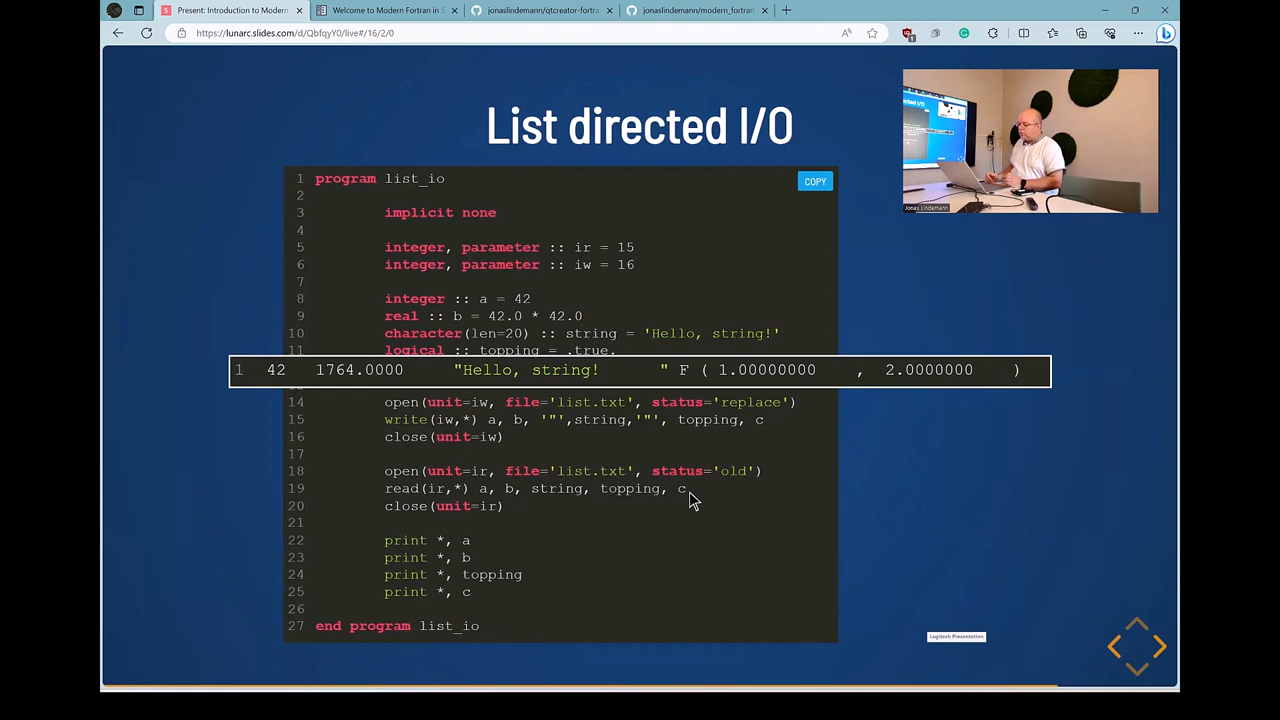 Present: Introduction to Modern
Welcome to Modern Fortran in S
jonaslindemann/qtcreator-fortra
jonaslindemann/modern_fortran
https://lunarc.slides.com/d/QbfqyY0/live#/16/2/0
List directed I/O
COPY
1 program list_io
2
3 implicit none
4
5 integer, parameter :: ir = 15
6 integer, parameter :: iw = 16
7
8 integer :: a = 42
9 real :: b = 42.0 * 42.0
10 character(len=20) :: string = 'Hello, string!'
11 logical :: topping = .true.
1 42 1764.0000 "Hello, string! " F ( 1.00000000 , 2.0000000 )
14 open(unit=iw, file='list.txt', status='replace')
15 write(iw,*) a, b, '"',string,'"', topping, c
16 close(unit=iw)
17
18 open(unit=ir, file='list.txt', status='old')
19 read(ir,*) a, b, string, topping, c
20 close(unit=ir)
21
22 print *, a
23 print *, b
24 print *, topping
25 print *, c
26
27 end program list_io
Jonas Lindemann
Logitech Presentation